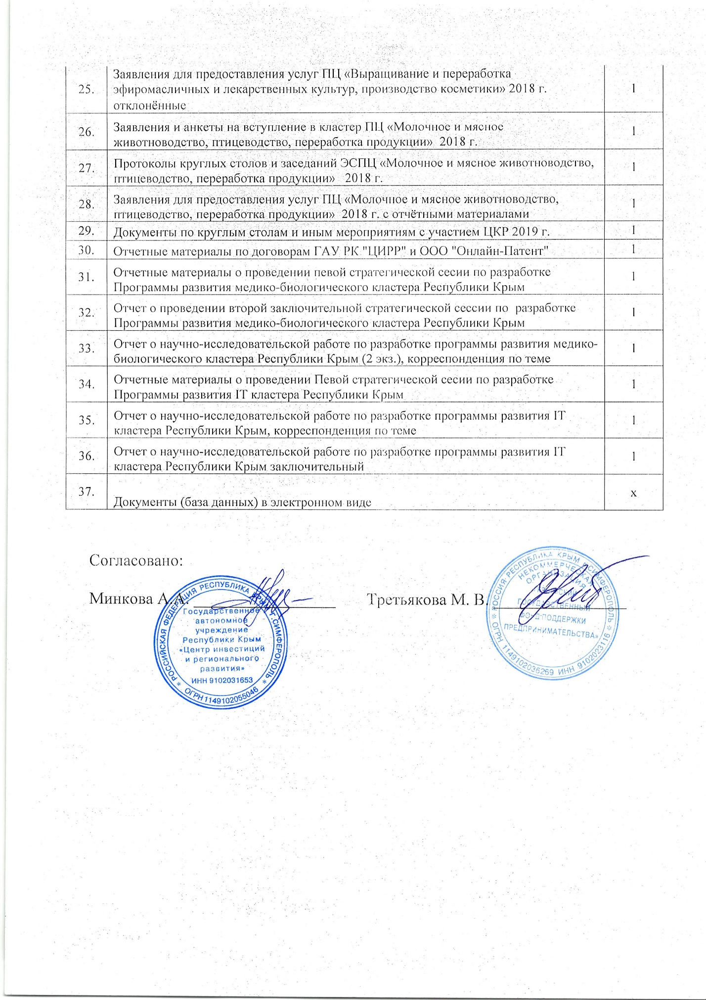 25.
Заявления для предоставления услуг ПЦ «Выращивание и переработка
эфиромасличных и лекарственных культур, производство косметики» 2018 г.
отклонённые
1
26.
Заявления и анкеты на вступление в кластер ПЦ «Молочное и мясное
животноводство, птицеводство, переработка продукции» 2018 г.
1
27.
Протоколы круглых столов и заседаний ЭСПЦ «Молочное и мясное животноводство,
птицеводство, переработка продукции» 2018 г.
1
28.
Заявления для предоставления услуг ПЦ «Молочное и мясное животноводство,
птицеводство, переработка продукции» 2018 г. с отчётными материалами
1
29.
Документы по круглым столам и иным мероприятиям с участием ЦКР 2019 г.
1
30.
Отчетные материалы по договорам ГАУ РК "ЦИРР" и ООО "Онлайн-Патент"
1
31.
Отчетные материалы о проведении певой стратегической сесии по разработке
Программы развития медико-биологического кластера Республики Крым
1
32.
Отчет о проведении второй заключительной стратегической сессии по разработке
Программы развития медико-биологического кластера Республики Крым
1
33.
Отчет о научно-исследовательской работе по разработке программы развития медико-
биологического кластера Республики Крым (2 экз.), корреспонденция по теме
1
34.
Отчетные материалы о проведении Певой стратегической сесии по разработке
Программы развития IT кластера Республики Крым
1
35.
Отчет о научно-исследовательской работе по разработке программы развития IT
кластера Республики Крым, корреспонденция по теме
1
36.
Отчет о научно-исследовательской работе по разработке программы развития IT
кластера Республики Крым заключительный
1
37.
Документы (база данных) в электронном виде
х
Согласовано:
Минкова А.А.
Третьякова М. В.
РОССИЙСКАЯ ФЕДЕРАЦИЯ РЕСПУБЛИКА КРЫМ Г.СИМФЕРОПОЛЬ
Государственное
автономное
учреждение
Республики Крым
«Центр инвестиций
и регионального
развития»
ИНН 9102031653
* ОГРН 1149102055046 *
РОССИЯ РЕСПУБЛИКА КРЫМ Г.СИМФЕРОПОЛЬ
НЕКОММЕРЧЕСКАЯ
ОРГАНИЗАЦИЯ
ГОСУДАРСТВЕННЫЙ
ФОНД ПОДДЕРЖКИ
ПРЕДПРИНИМАТЕЛЬСТВА»
* ОГРН 1149102036269 ИНН 9102023116 *